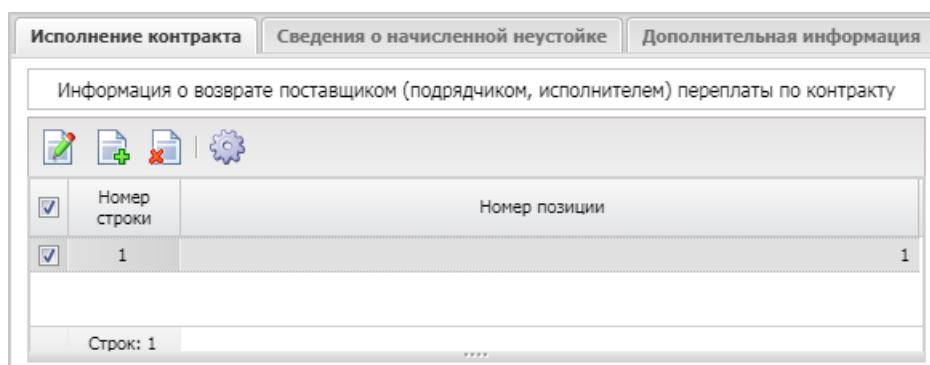 Исполнение контракта Сведения о начисленной неустойке Дополнительная информация
Информация о возврате поставщиком (подрядчиком, исполнителем) переплаты по контракту
Номер строки Номер позиции
1 1
Строк: 1